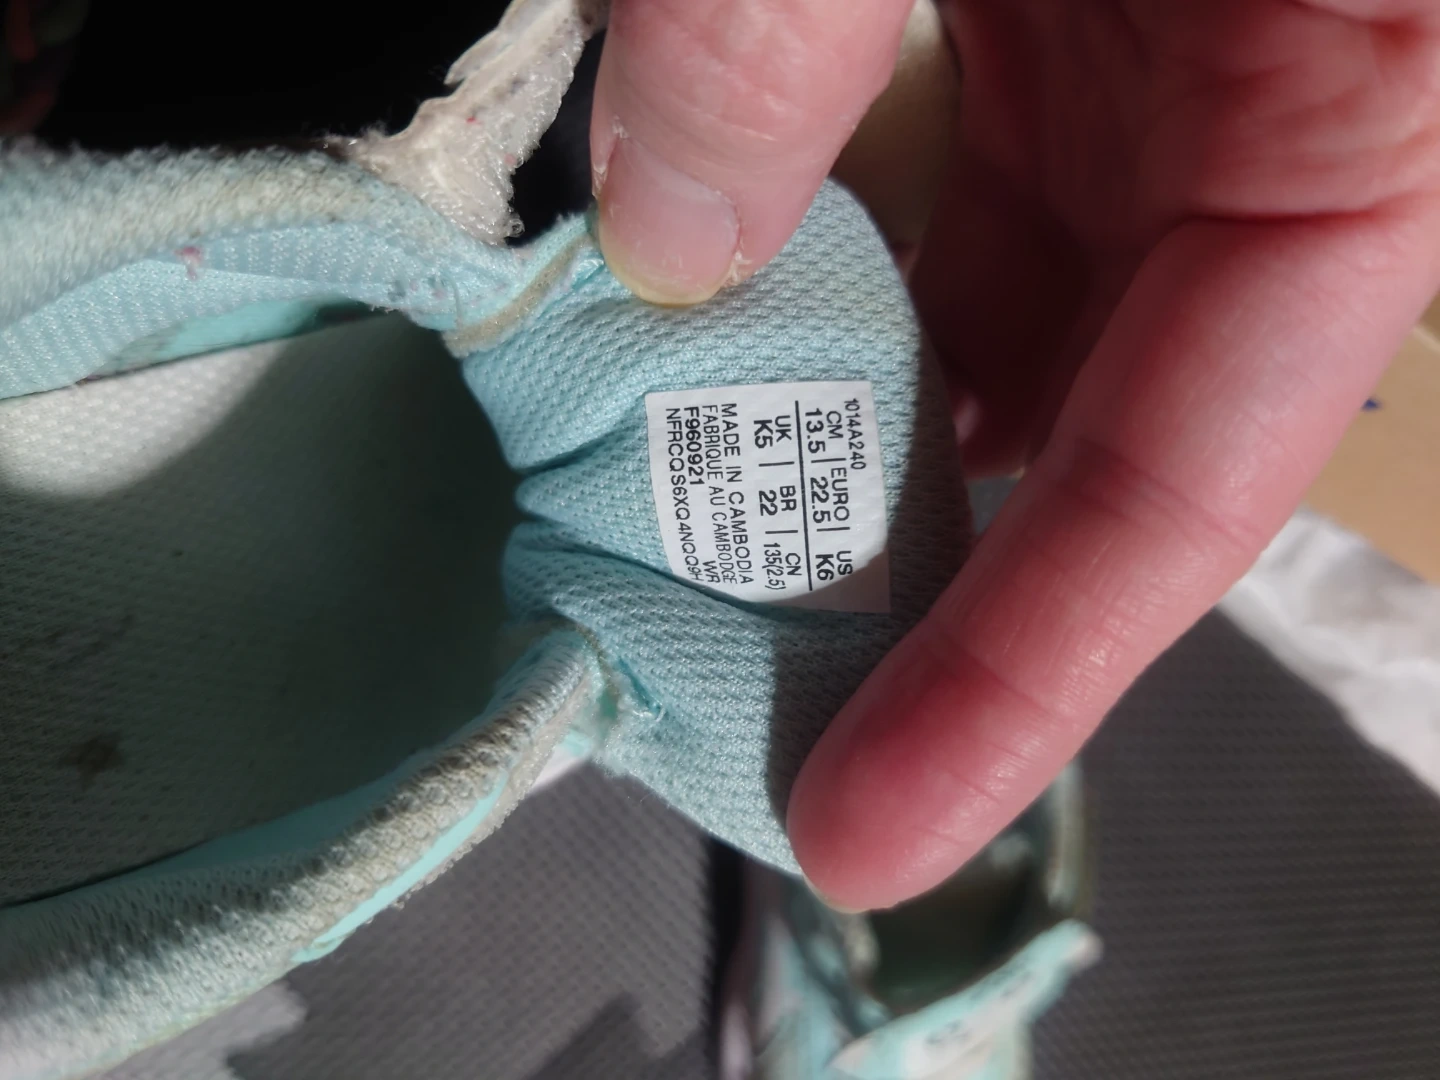 1014A240
CM | EURO | US
13.5 | 22.5 | K6
UK | BR | CN
K5 | 22 | 135(2.5)
MADE IN CAMBODIA
FABRIQUE AU CAMBODGE
F960921 WR
NFRCQS6XQ4NQQ9H